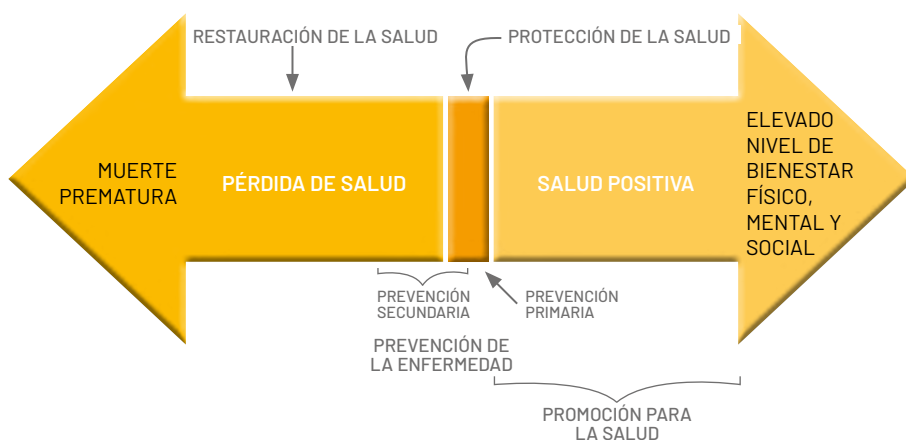 RESTAURACIÓN DE LA SALUD
PROTECCIÓN DE LA SALUD
MUERTE
PREMATURA
PÉRDIDA DE SALUD
SALUD POSITIVA
ELEVADO
NIVEL DE
BIENESTAR
FÍSICO,
MENTAL Y
SOCIAL
PREVENCIÓN
SECUNDARIA
PREVENCIÓN
PRIMARIA
PREVENCIÓN DE
LA ENFERMEDAD
PROMOCIÓN PARA
LA SALUD